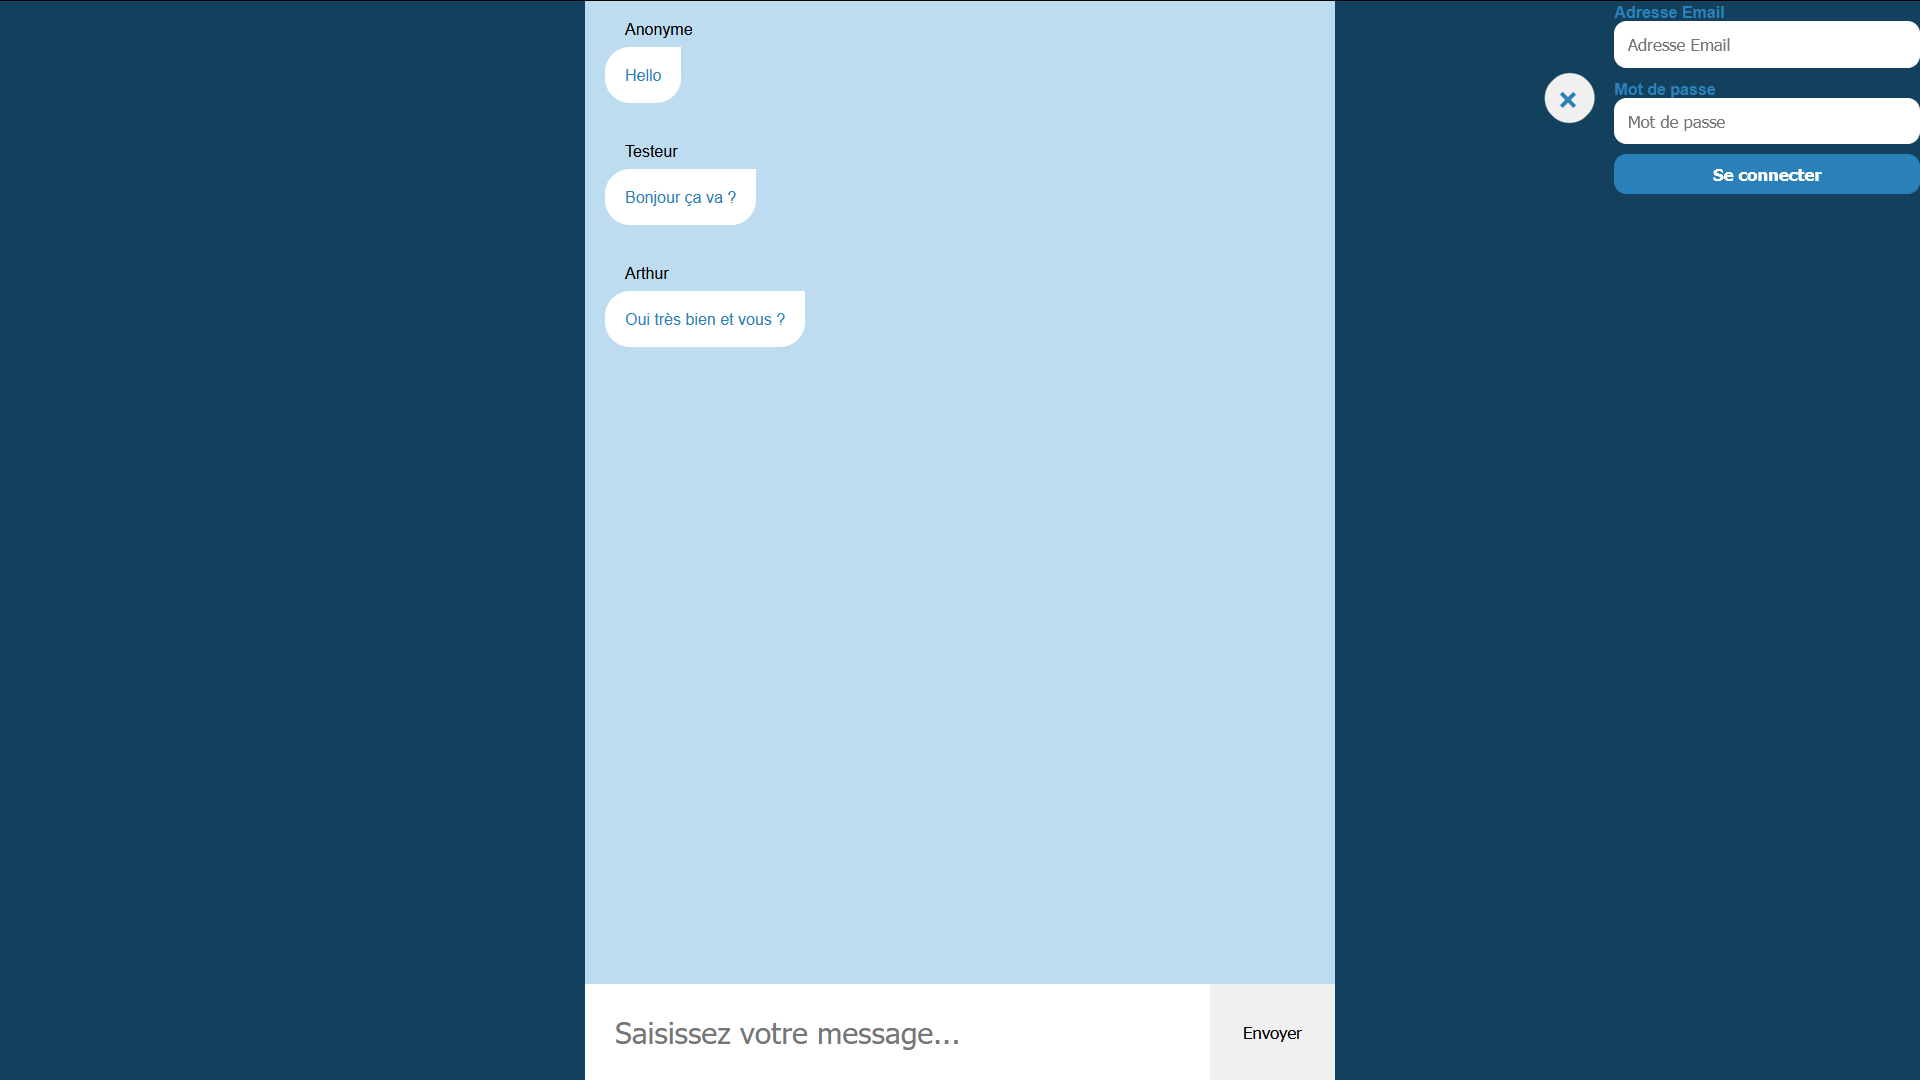 Anonyme
Hello
Testeur
Bonjour ça va ?
Arthur
Oui très bien et vous ?
Saisissez votre message...
Envoyer
Adresse Email
Adresse Email
Mot de passe
Mot de passe
Se connecter